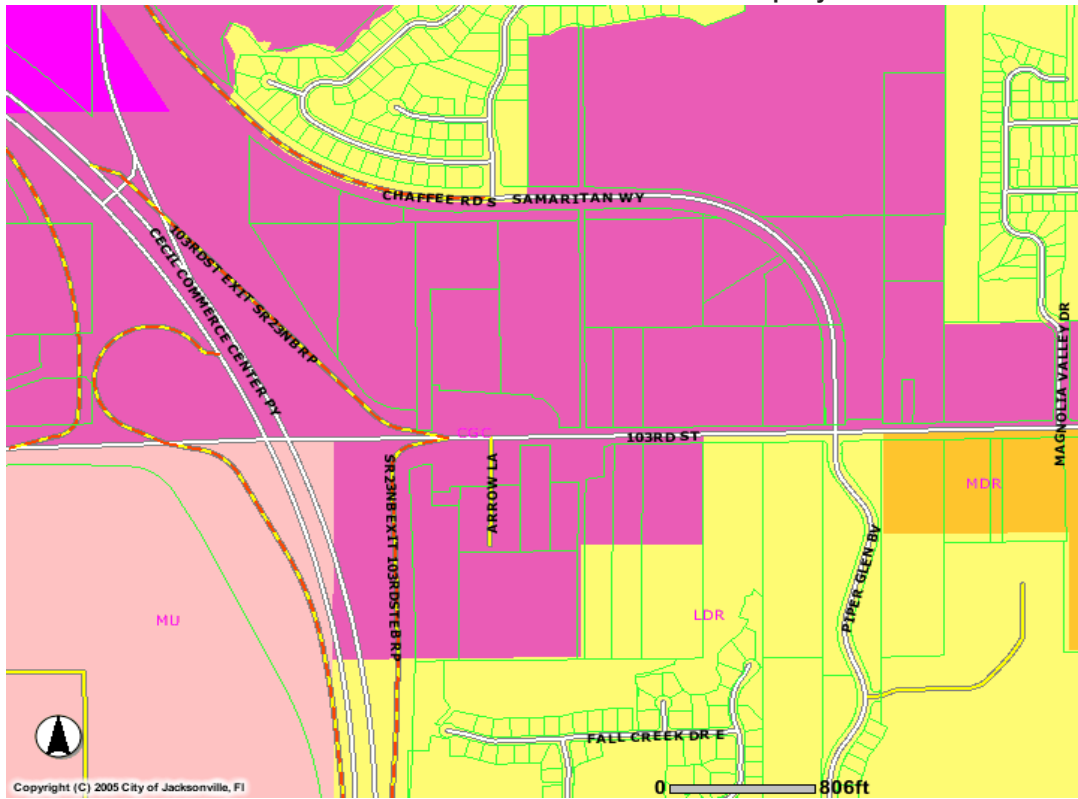 CHAFFEE RD S
SAMARITAN WY
103RDST EXIT SR23NB RP
CECIL COMMERCE CENTER PY
MAGNOLIA VALLEY DR
CGC
103RD ST
SR23NB EXIT 103RDSTEB RP
ARROW LA
MDR
PIPER GLEN BV
MU
LDR
FALL CREEK DR E
Copyright (C) 2005 City of Jacksonville, Fl
0 806ft